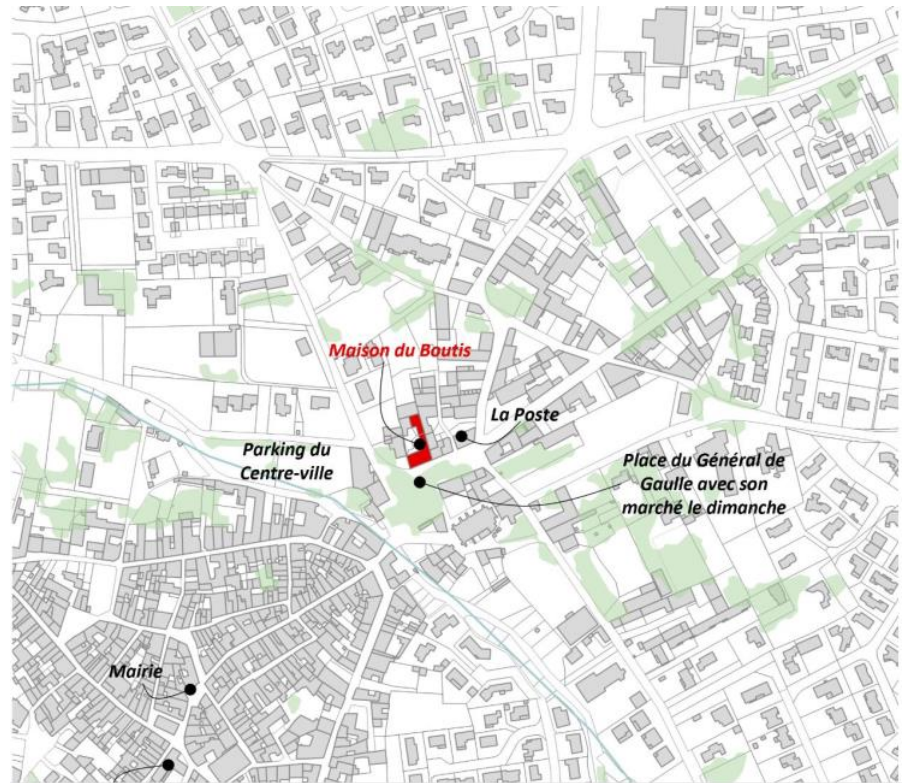 Maison du Boutis
La Poste
Parking du
Centre-ville
Place du Général de
Gaulle avec son
marché le dimanche
Mairie